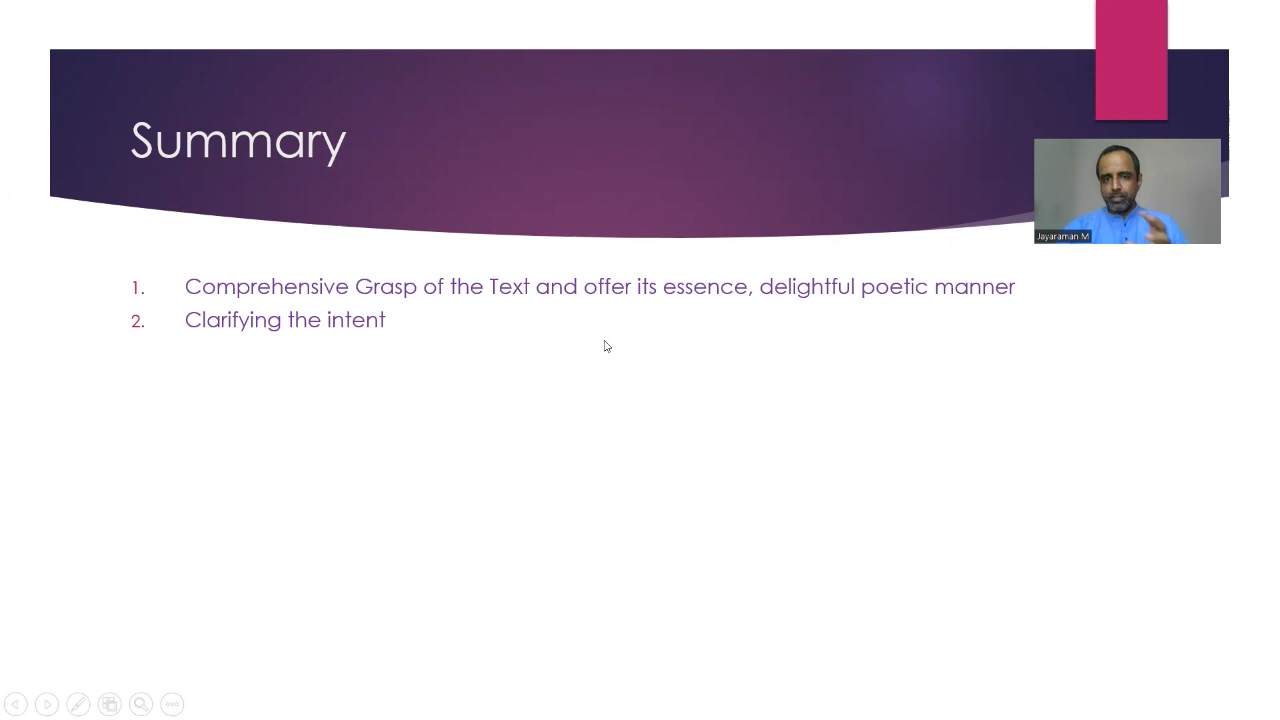 Summary
Jayaraman M
1. Comprehensive Grasp of the Text and offer its essence, delightful poetic manner
2. Clarifying the intent